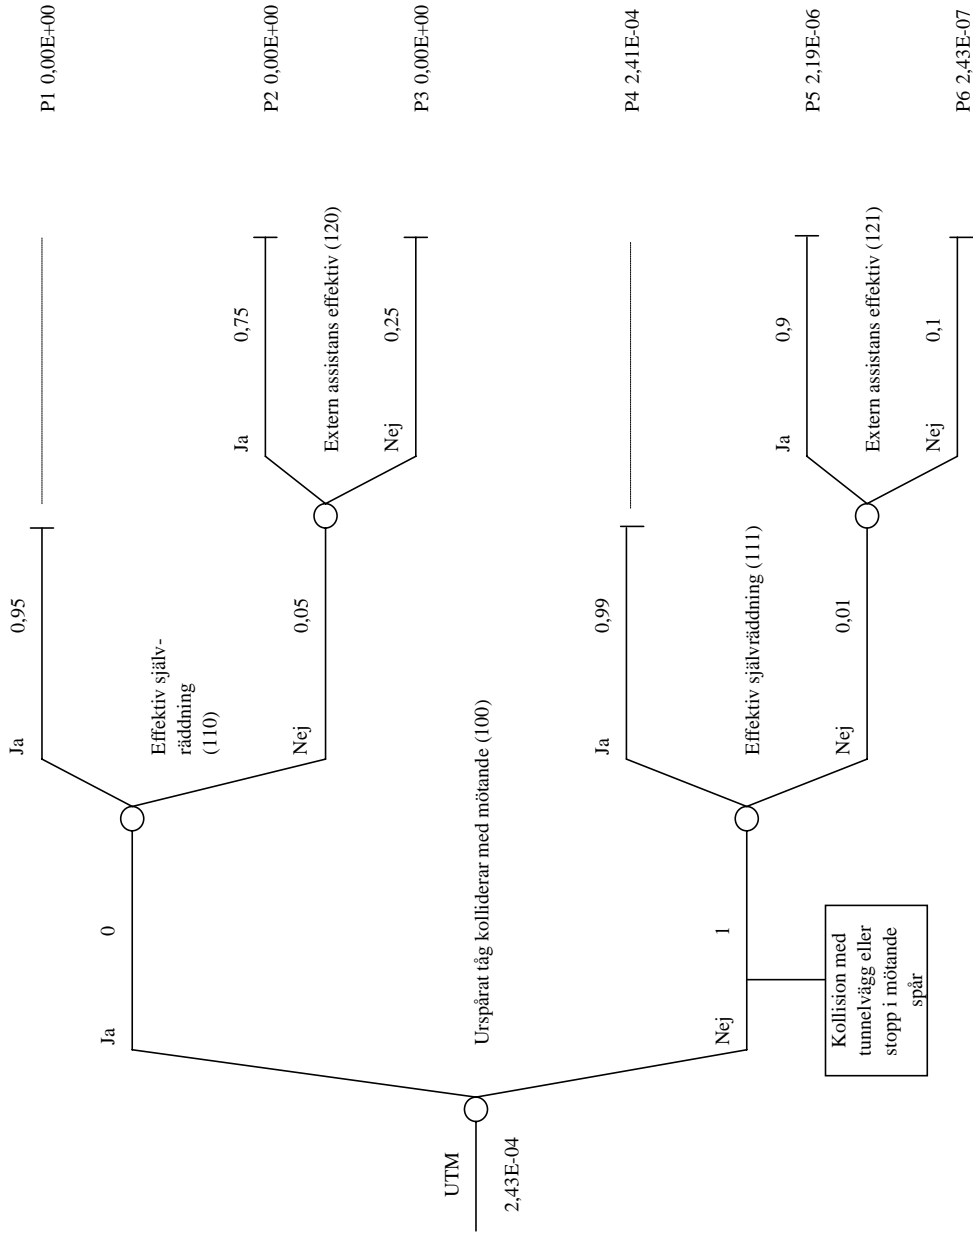 P1 0,00E+00
P2 0,00E+00
P3 0,00E+00
P4 2,41E-04
P5 2,19E-06
P6 2,43E-07
Ja
0,95
Effektiv själv-
räddning
(110)
Nej
0,05
Ja
0,75
Extern assistans effektiv (120)
Nej
0,25
Ja
0
Urspårat tåg kolliderar med mötande (100)
Nej
1
UTM
2,43E-04
Kollision med
tunnelvägg eller
stopp i mötande
spår
Ja
0,99
Effektiv självräddning (111)
Nej
0,01
Ja
0,9
Extern assistans effektiv (121)
Nej
0,1